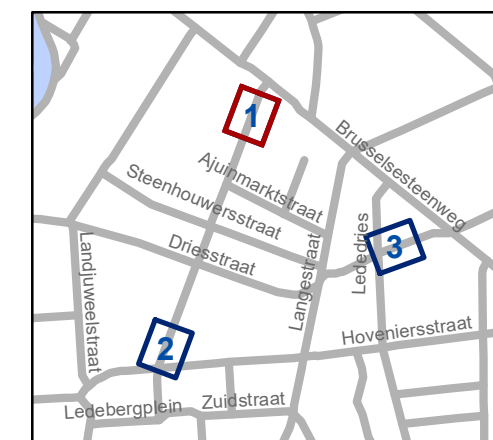 1
Brusselsesteenweg
Ajuinmarktstraat
Steenhouwersstraat
Driesstraat
Langestraat
Lededries
3
Landjuweelstraat
2
Hoveniersstraat
Ledebergplein
Zuidstraat